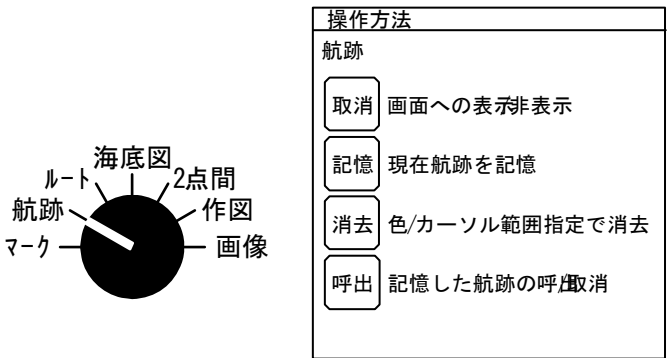 海底図
ルート
2点間
航跡
作図
マーク
画像
操作方法
航跡
取消 画面への表示/非表示
記憶 現在航跡を記憶
消去 色/カーソル範囲指定で消去
呼出 記憶した航跡の呼出/取消